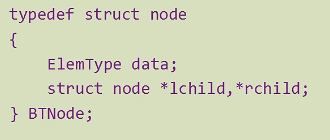 typedef struct node
{
    ElemType data;
    struct node *lchild,*rchild;
} BTNode;